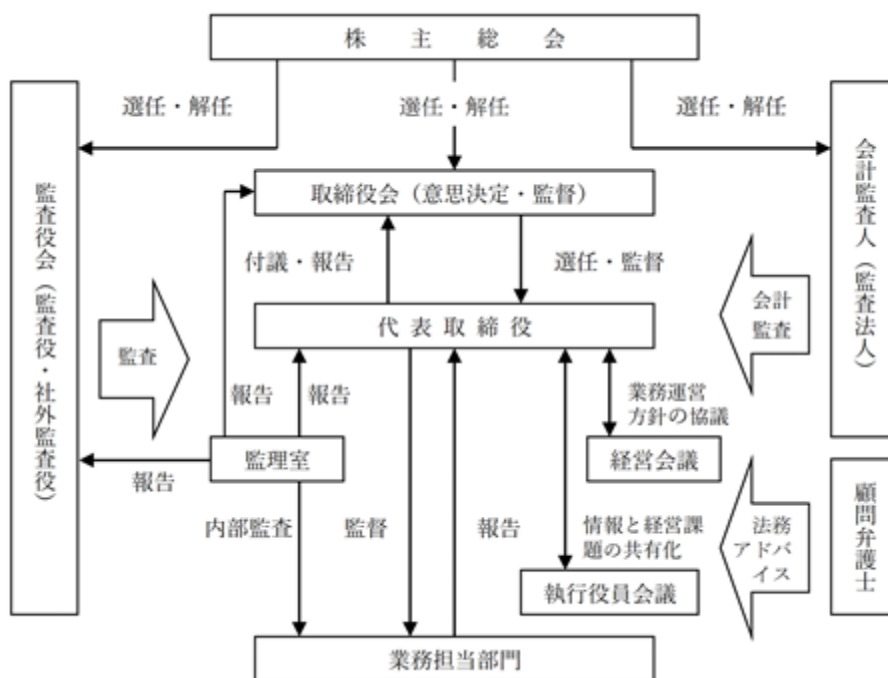 株主総会
選任・解任
選任・解任
選任・解任
監査役会（監査役・社外監査役）
会計監査人（監査法人）
取締役会（意思決定・監督）
付議・報告
選任・監督
監査
会計
監査
代表取締役
報告
報告
業務運営
方針の協議
監理室
経営会議
報告
内部監査
監督
報告
情報と経営課
題の共有化
法務
アドバ
イス
顧問弁護士
執行役員会議
業務担当部門